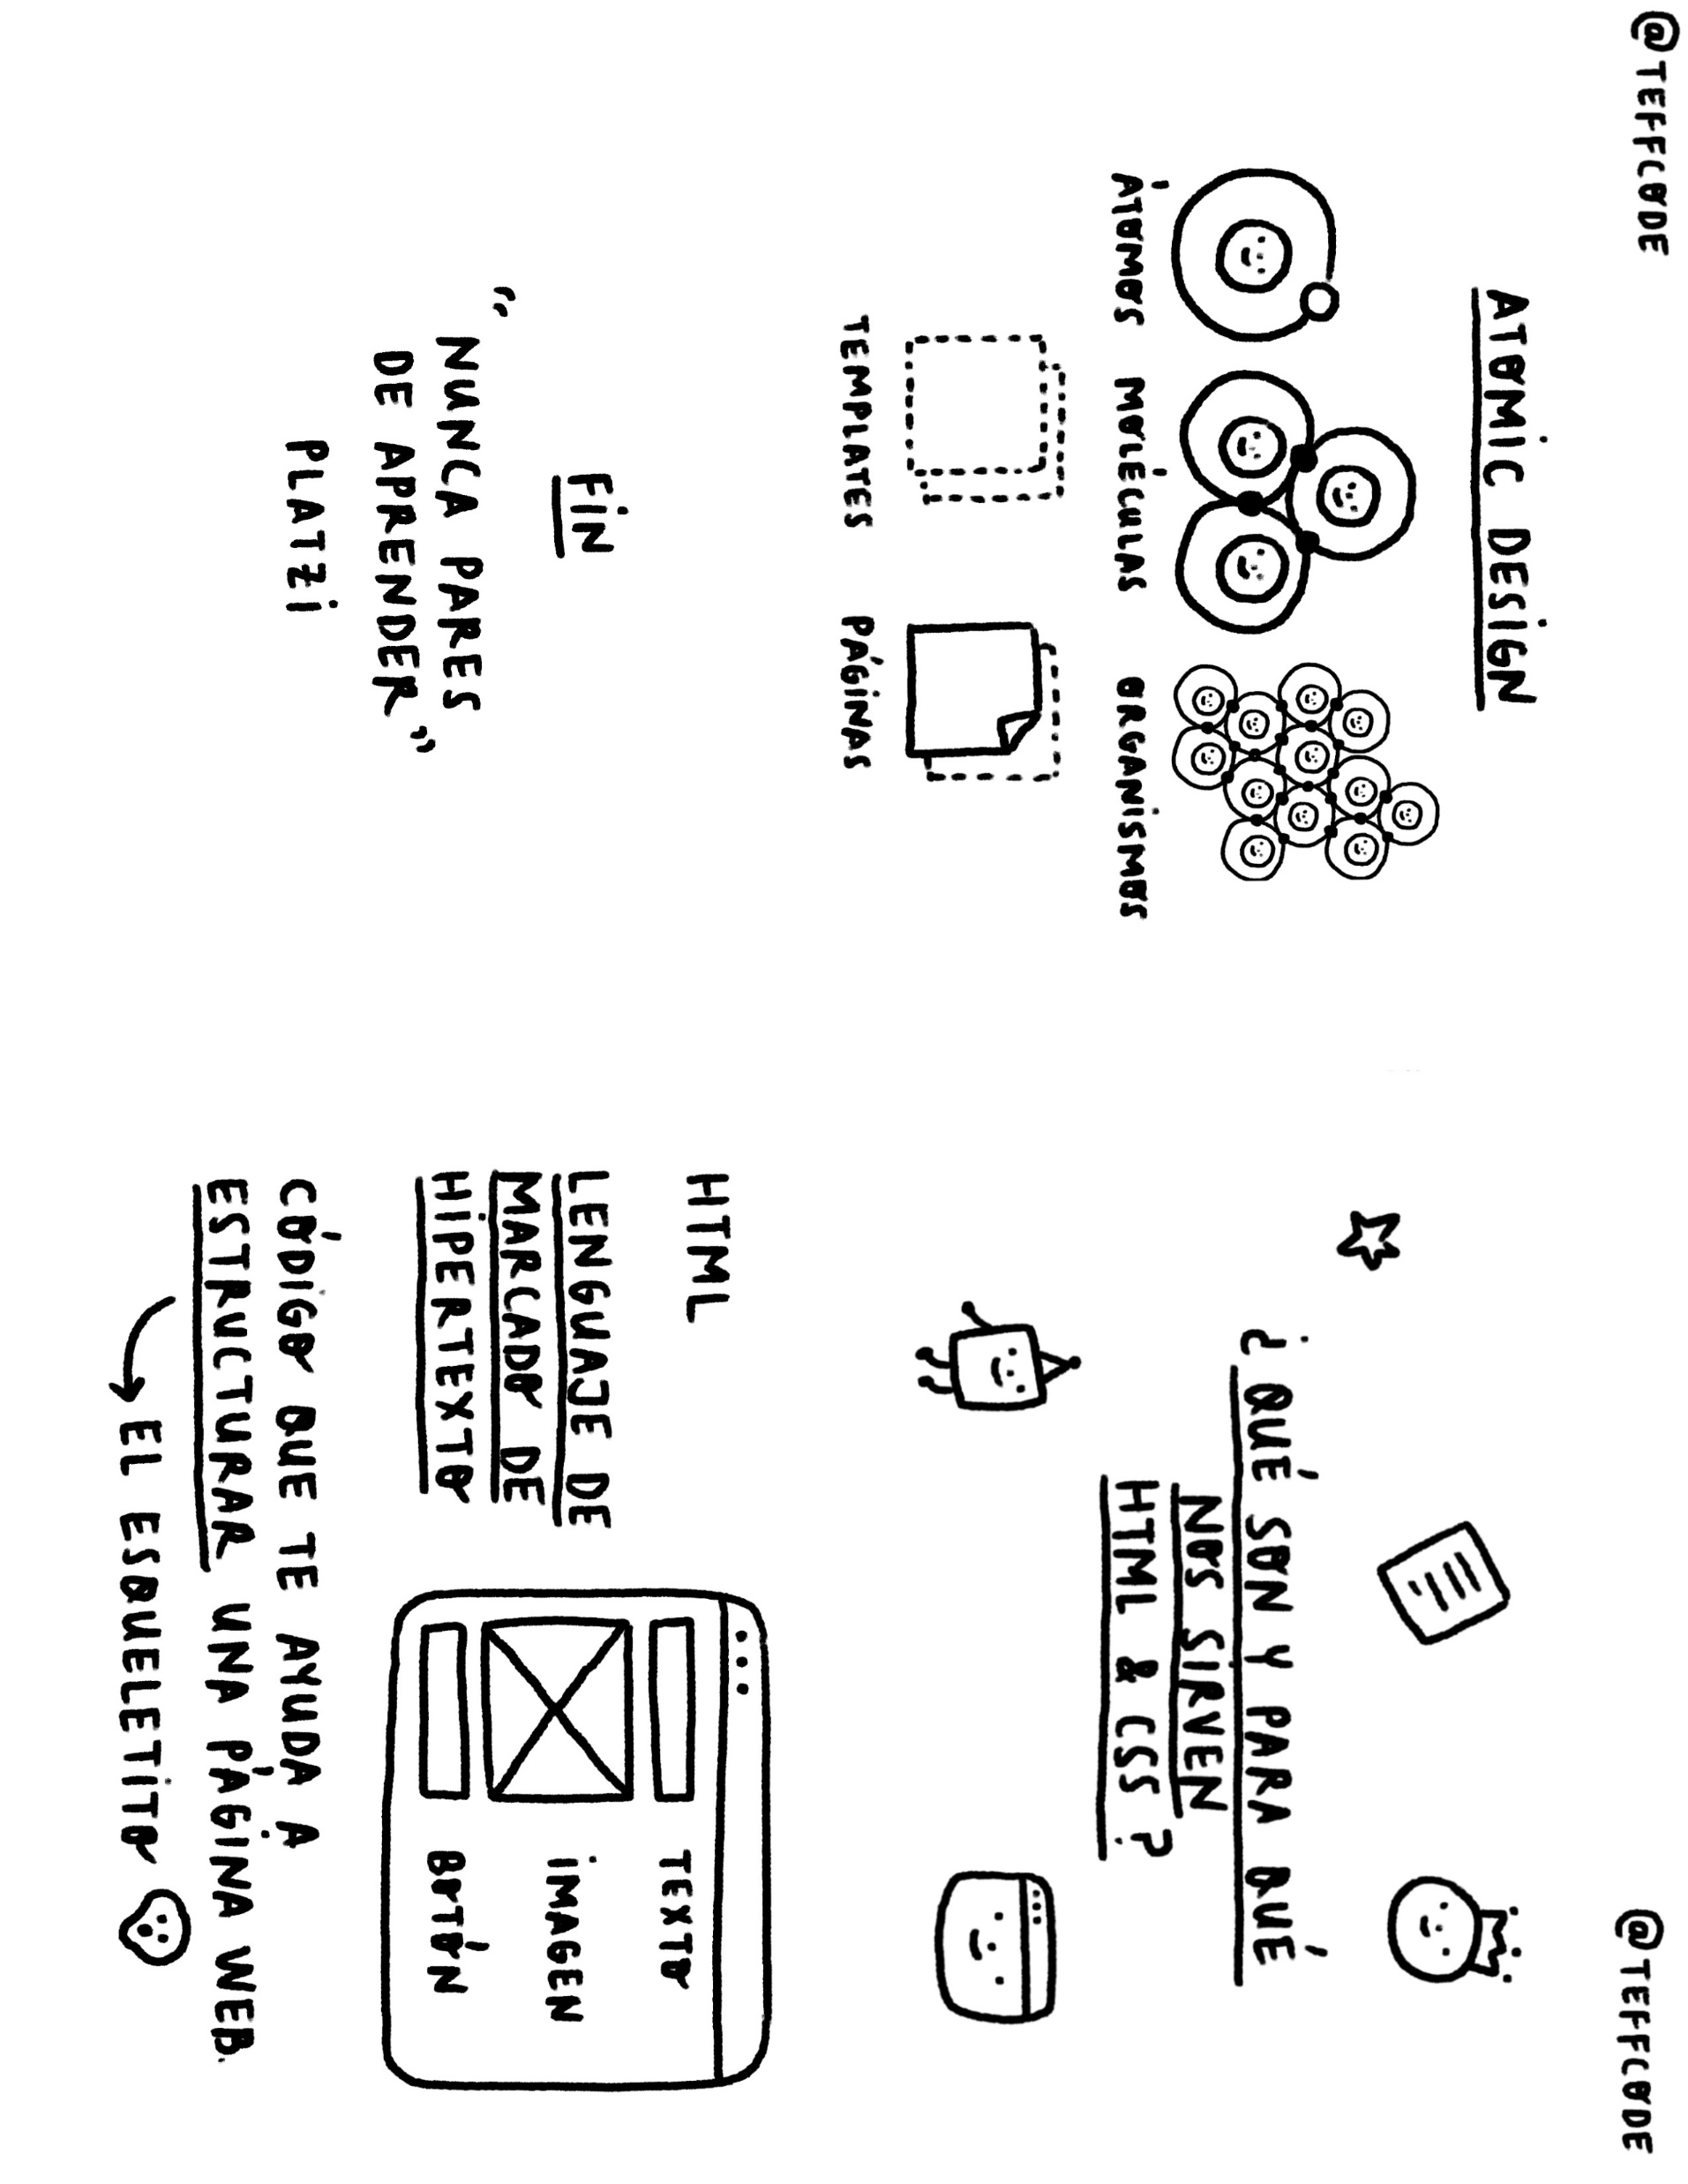 @TEFFCODE
ATOMIC DESIGN
ÁTOMOS MOLÉCULAS ORGANISMOS
TEMPLATES PÁGINAS
FIN
"NUNCA PARES
DE APRENDER"
PLATZI
@TEFFCODE
¿QUÉ SON Y PARA QUÉ
NOS SIRVEN
HTML & CSS?
HTML
LENGUAJE DE
MARCADO DE
HIPERTEXTO
TEXTO
IMAGEN
BOTÓN
CÓDIGO QUE TE AYUDA A
ESTRUCTURAR UNA PÁGINA WEB.
EL ESQUELETITO